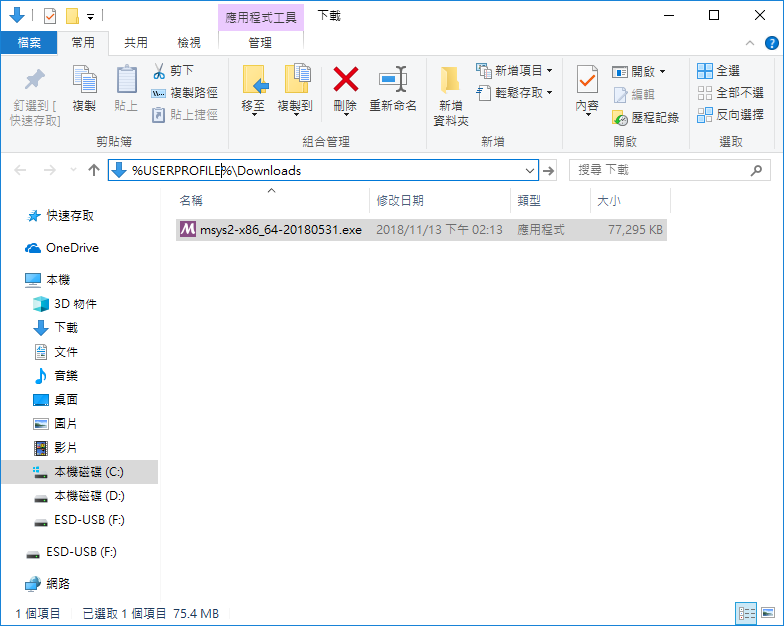 應用程式工具 下載
檔案 常用 共用 檢視 管理
釘選到 [
快速存取]
複製
貼上
剪下
複製路徑
貼上捷徑
剪貼簿
移至
複製到
刪除
重新命名
組合管理
新增
資料夾
新增項目
輕鬆存取
新增
內容
開啟
編輯
歷程記錄
開啟
全選
全部不選
反向選擇
選取
%USERPROFILE%\Downloads
搜尋 下載
名稱 修改日期 類型 大小
msys2-x86_64-20180531.exe 2018/11/13 下午 02:13 應用程式 77,295 KB
快速存取
OneDrive
本機
3D 物件
下載
文件
音樂
桌面
圖片
影片
本機磁碟 (C:)
本機磁碟 (D:)
ESD-USB (F:)
ESD-USB (F:)
網路
1 個項目 已選取 1 個項目 75.4 MB